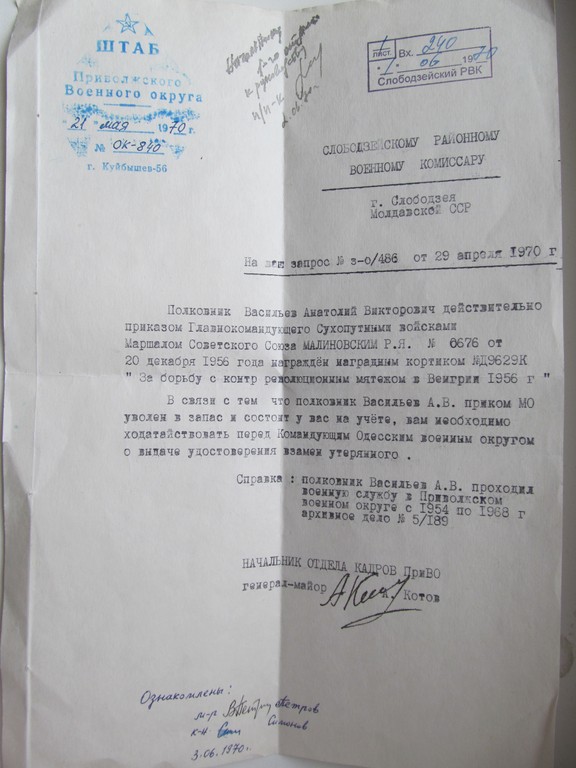 ШТАБ
Приволжского
Военного округа
"21" мая 1970 г.
№ ОК-840
г. Куйбышев-56
к руководству
Вх. 240
1. 06 1970
Слободзейский РВК
СЛОБОДЗЕЙСКОМУ РАЙОННОМУ
ВОЕННОМУ КОМИССАРУ
г. Слободзея
Молдавской ССР
На ваш запрос № з-о/486 от 29 апреля 1970 г
Полковник Васильев Анатолий Викторович действительно
приказом Главнокомандующего Сухопутными войсками
Маршалом Советского Союза МАЛИНОВСКИМ Р.Я. № 6676 от
20 декабря 1956 года награждён наградным кортиком №Д9629К
" За борьбу с контр революционным мятежом в Венгрии 1956 г "
В связи с тем что полковник Васильев А.В. приком МО
уволен в запас и состоит у вас на учёте, вам необходимо
ходатайствовать перед Командующим Одесским военным округом
о выдаче удостоверения взамен утерянного .
Справка : полковник Васильев А.В. проходил
военную службу в Приволжском
военном округе с 1954 по 1968 г
архивное дело № 5/189
НАЧАЛЬНИК ОТДЕЛА КАДРОВ ПриВО
генерал-майор Котов
Ознакомлены:
м-р Петров
к-н Симонов
3.06.1970г.